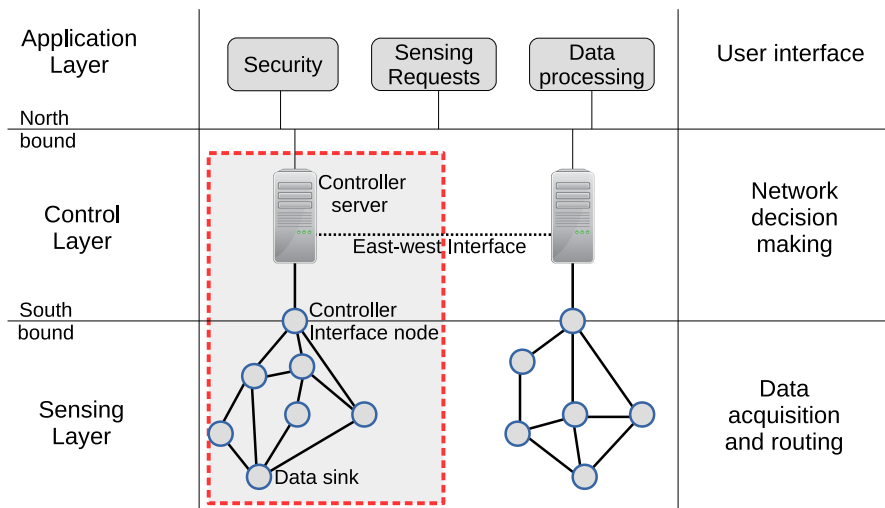 Application
Layer
Security
Sensing
Requests
Data
processing
User interface
North
bound
Control
Layer
Controller
server
East-west Interface
Network
decision
making
South
bound
Controller
Interface node
Sensing
Layer
Data sink
Data
acquisition
and routing